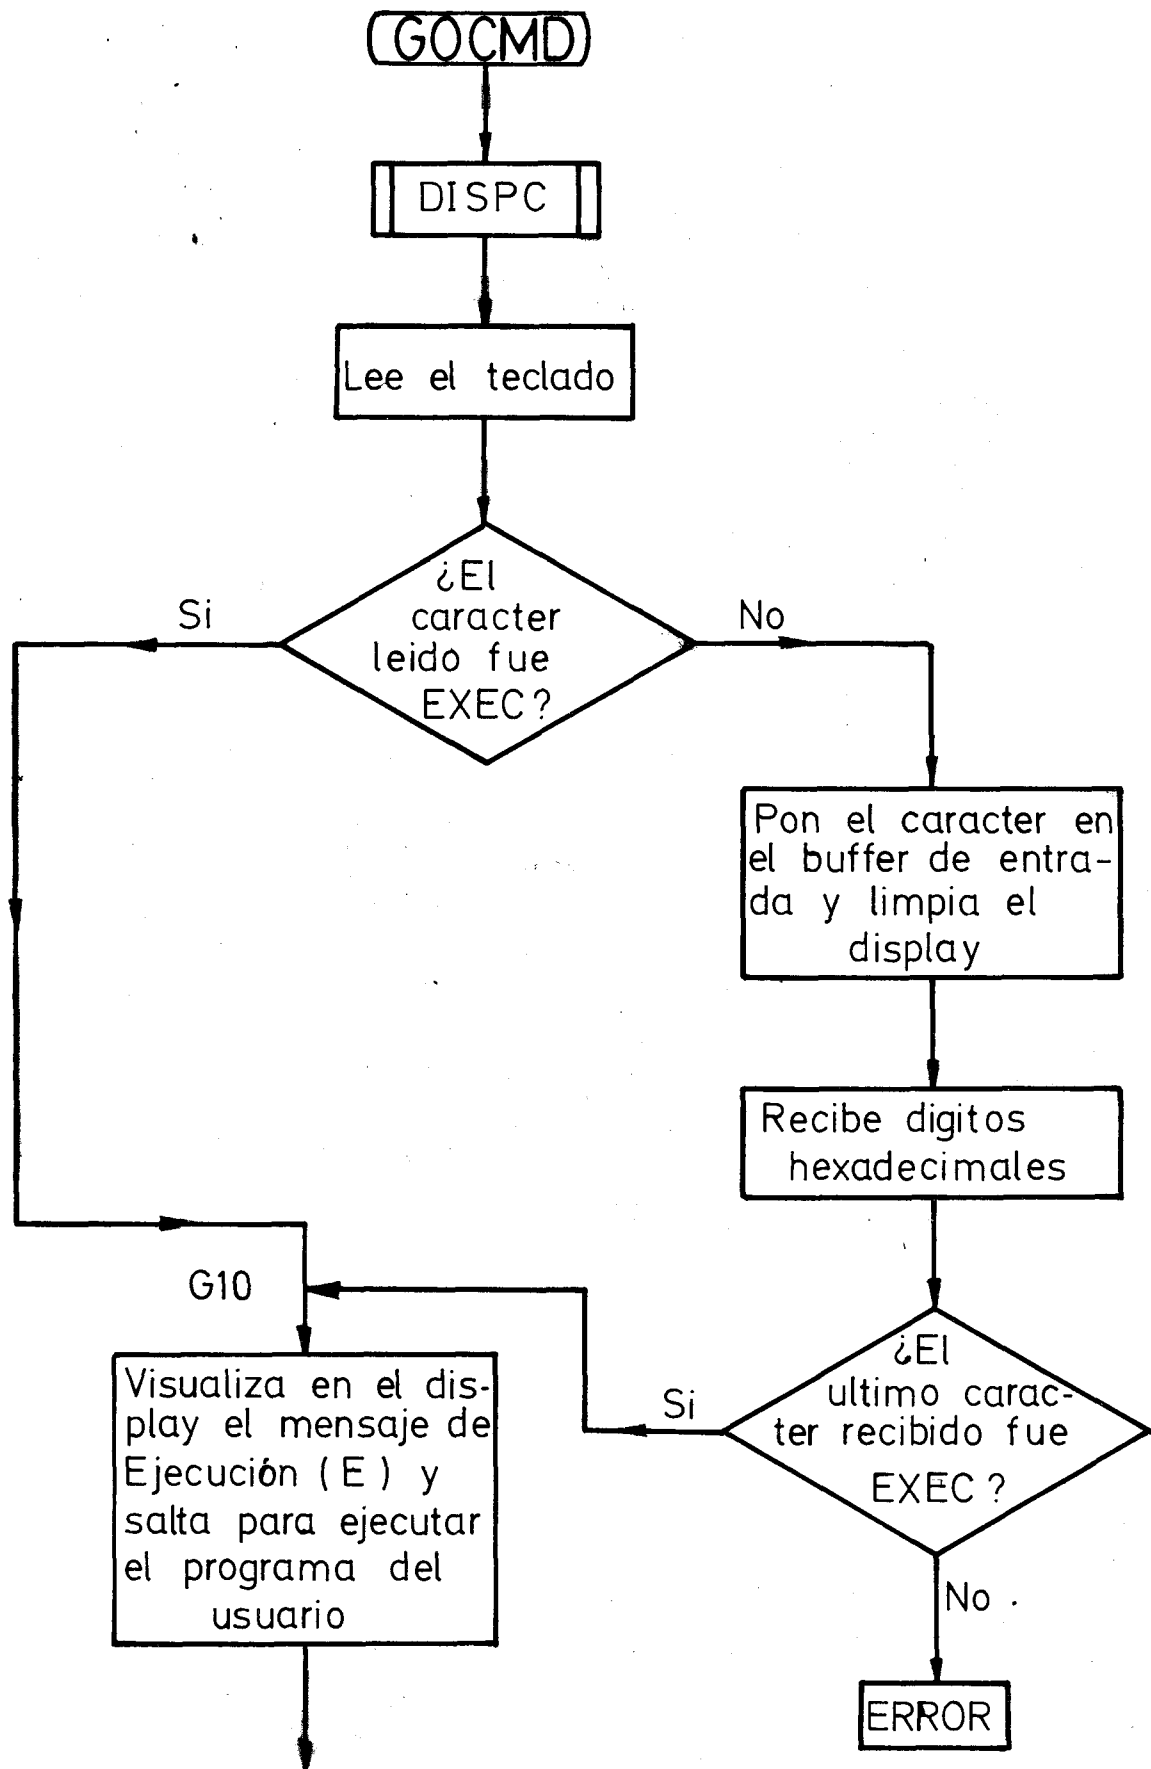 GOCMD
DISPC
Lee el teclado
¿El
caracter
leido fue
EXEC?
Si
No
Pon el caracter en
el buffer de entra-
da y limpia el
display
Recibe digitos
hexadecimales
G10
¿El
ultimo carac-
ter recibido fue
EXEC?
Si
Visualiza en el dis-
play el mensaje de
Ejecución (E) y
salta para ejecutar
el programa del
usuario
No
ERROR